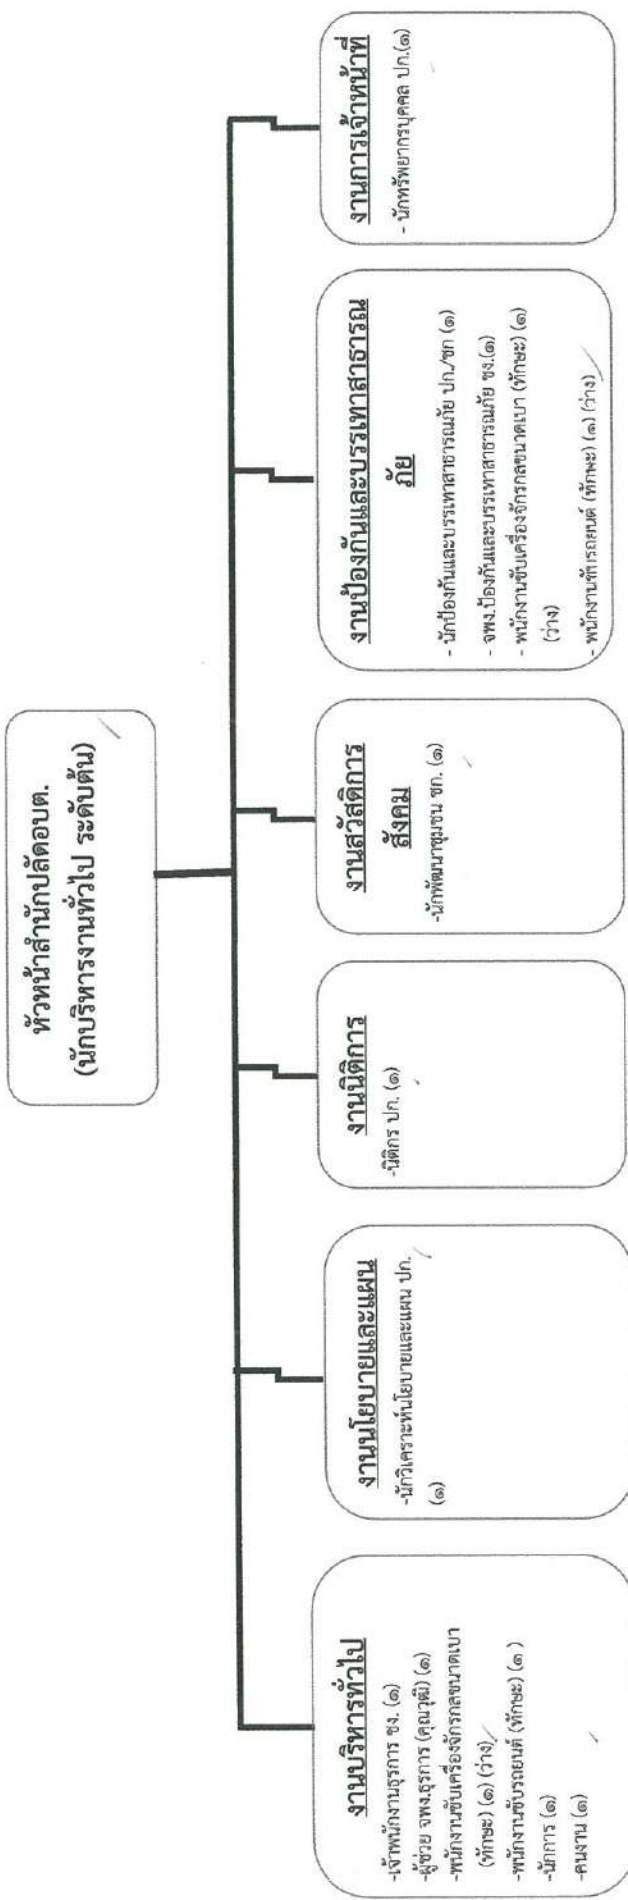 หัวหน้าสำนักปลัดอบต.
(นักบริหารงานทั่วไป ระดับต้น)
งานบริหารทั่วไป
-เจ้าพนักงานธุรการ ชง. (๑)
-ผู้ช่วย จพง.ธุรการ (คุณวุฒิ) (๑)
-พนักงานขับเครื่องจักรกลขนาดเบา
(ทักษะ) (๑) (ว่าง)
-พนักงานขับรถยนต์ (ทักษะ) (๑ )
-นักการ (๑)
-คนงาน (๑)
งานนโยบายและแผน
-นักวิเคราะห์นโยบายและแผน ปก.
(๑)
งานนิติการ
-นิติกร ปก. (๑)
งานสวัสดิการ
สังคม
-นักพัฒนาชุมชน ชก. (๑)
งานป้องกันและบรรเทาสาธารณ
ภัย
- นักป้องกันและบรรเทาสาธารณภัย ปก./ชก (๑)
- จพง.ป้องกันและบรรเทาสาธารณภัย ชง.(๑)
- พนักงานขับเครื่องจักรกลขนาดเบา (ทักษะ) (๑)
(ว่าง)
- พนักงานขับรถยนต์ (ทักษะ) (๑) (ว่าง)
งานการเจ้าหน้าที่
- นักทรัพยากรบุคคล ปก.(๑)